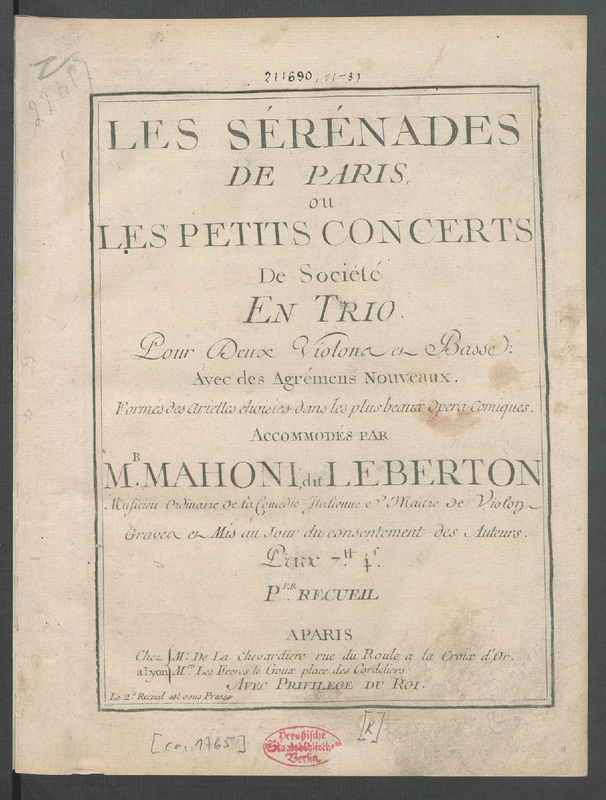 211690, (1-3)
LES SÉRÉNADES
DE PARIS,
ou
LES PETITS CONCERTS
De Société
EN TRIO.
Pour Deux Violons et Basse:
Avec des Agrémens Nouveaux.
Formés des Ariettes choisies dans les plus beaux Opera-Comiques.
ACCOMMODÉS PAR
MR. MAHONI, dit LEBERTON
Musicien Ordinaire de la Comedie Italienne & Maitre de Violon
Gravés et Mis au Jour du consentement des Auteurs.
Prix 7.tt 4.s
PER. RECUEIL
A PARIS
Chez Mr. De La Chevardiere rue du Roule a la Croix d'Or.
a Lyon Mrs. Les Freres le Goux place des Cordeliers
AVEC PRIVILEGE DU ROI.
Le 2.d Recueil est sous Presse
[ca. 1765]
[K]
Preußische
Staatsbibliothek
Berlin